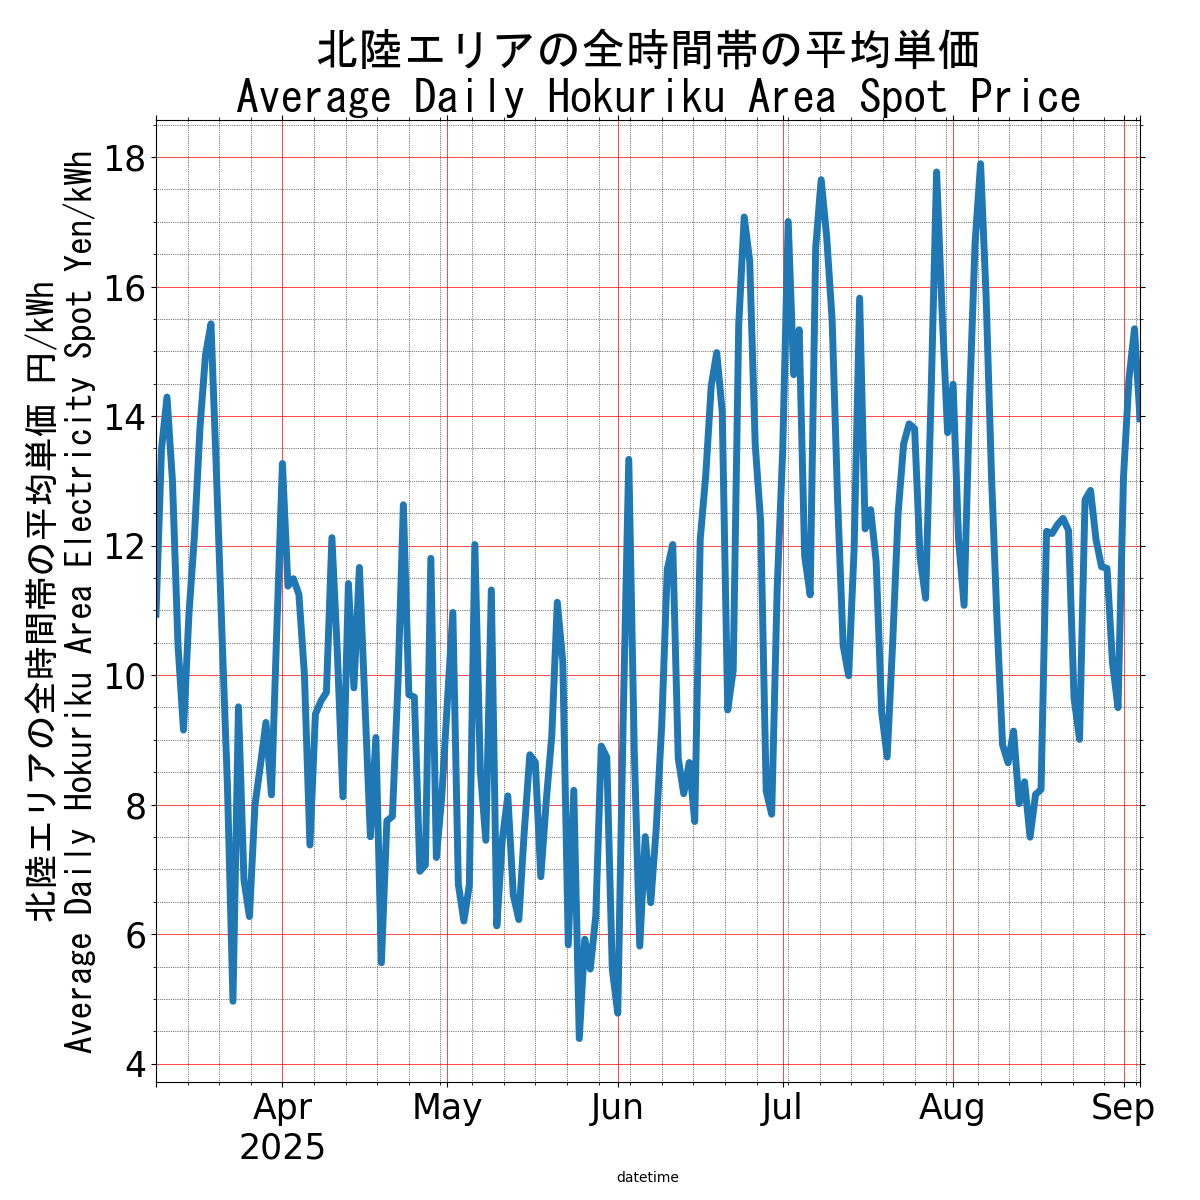 北陸エリアの全時間帯の平均単価
Average Daily Hokuriku Area Spot Price
北陸エリアの全時間帯の平均単価 円/kWh
Average Daily Hokuriku Area Electricity Spot Yen/kWh
18
16
14
12
10
8
6
4
Apr
2025
May
Jun
Jul
Aug
Sep
datetime